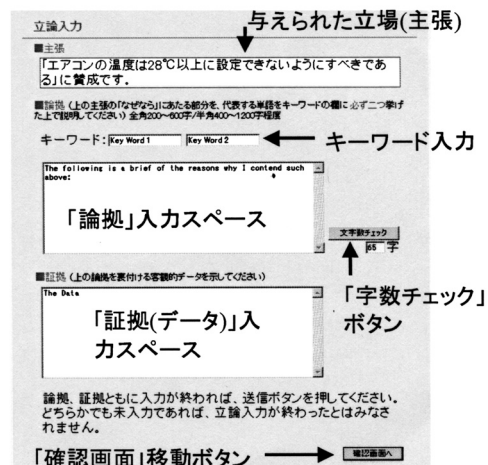 立論入力
与えられた立場(主張)
■主張
「エアコンの温度は28℃以上に設定できないようにすべきであ
る」に賛成です。
■論拠 (上の主張の「なぜなら」にあたる部分を、代表する単語をキーワードの欄に必ず二つ挙げ
た上で説明してください) 全角200～600字/半角400～1200字程度
キーワード: Key Word 1 Key Word 2
キーワード入力
The following is a brief of the reasons why I contend such
above:
「論拠」入力スペース
文字数チェック
65 字
「字数チェック」
ボタン
■証拠 (上の論拠を裏付ける客観的データを示してください)
The Data
「証拠(データ)」入
力スペース
論拠、証拠ともに入力が終われば、送信ボタンを押してください。
どちらかでも未入力であれば、立論入力が終わったとはみなさ
れません。
「確認画面」移動ボタン
確認画面へ